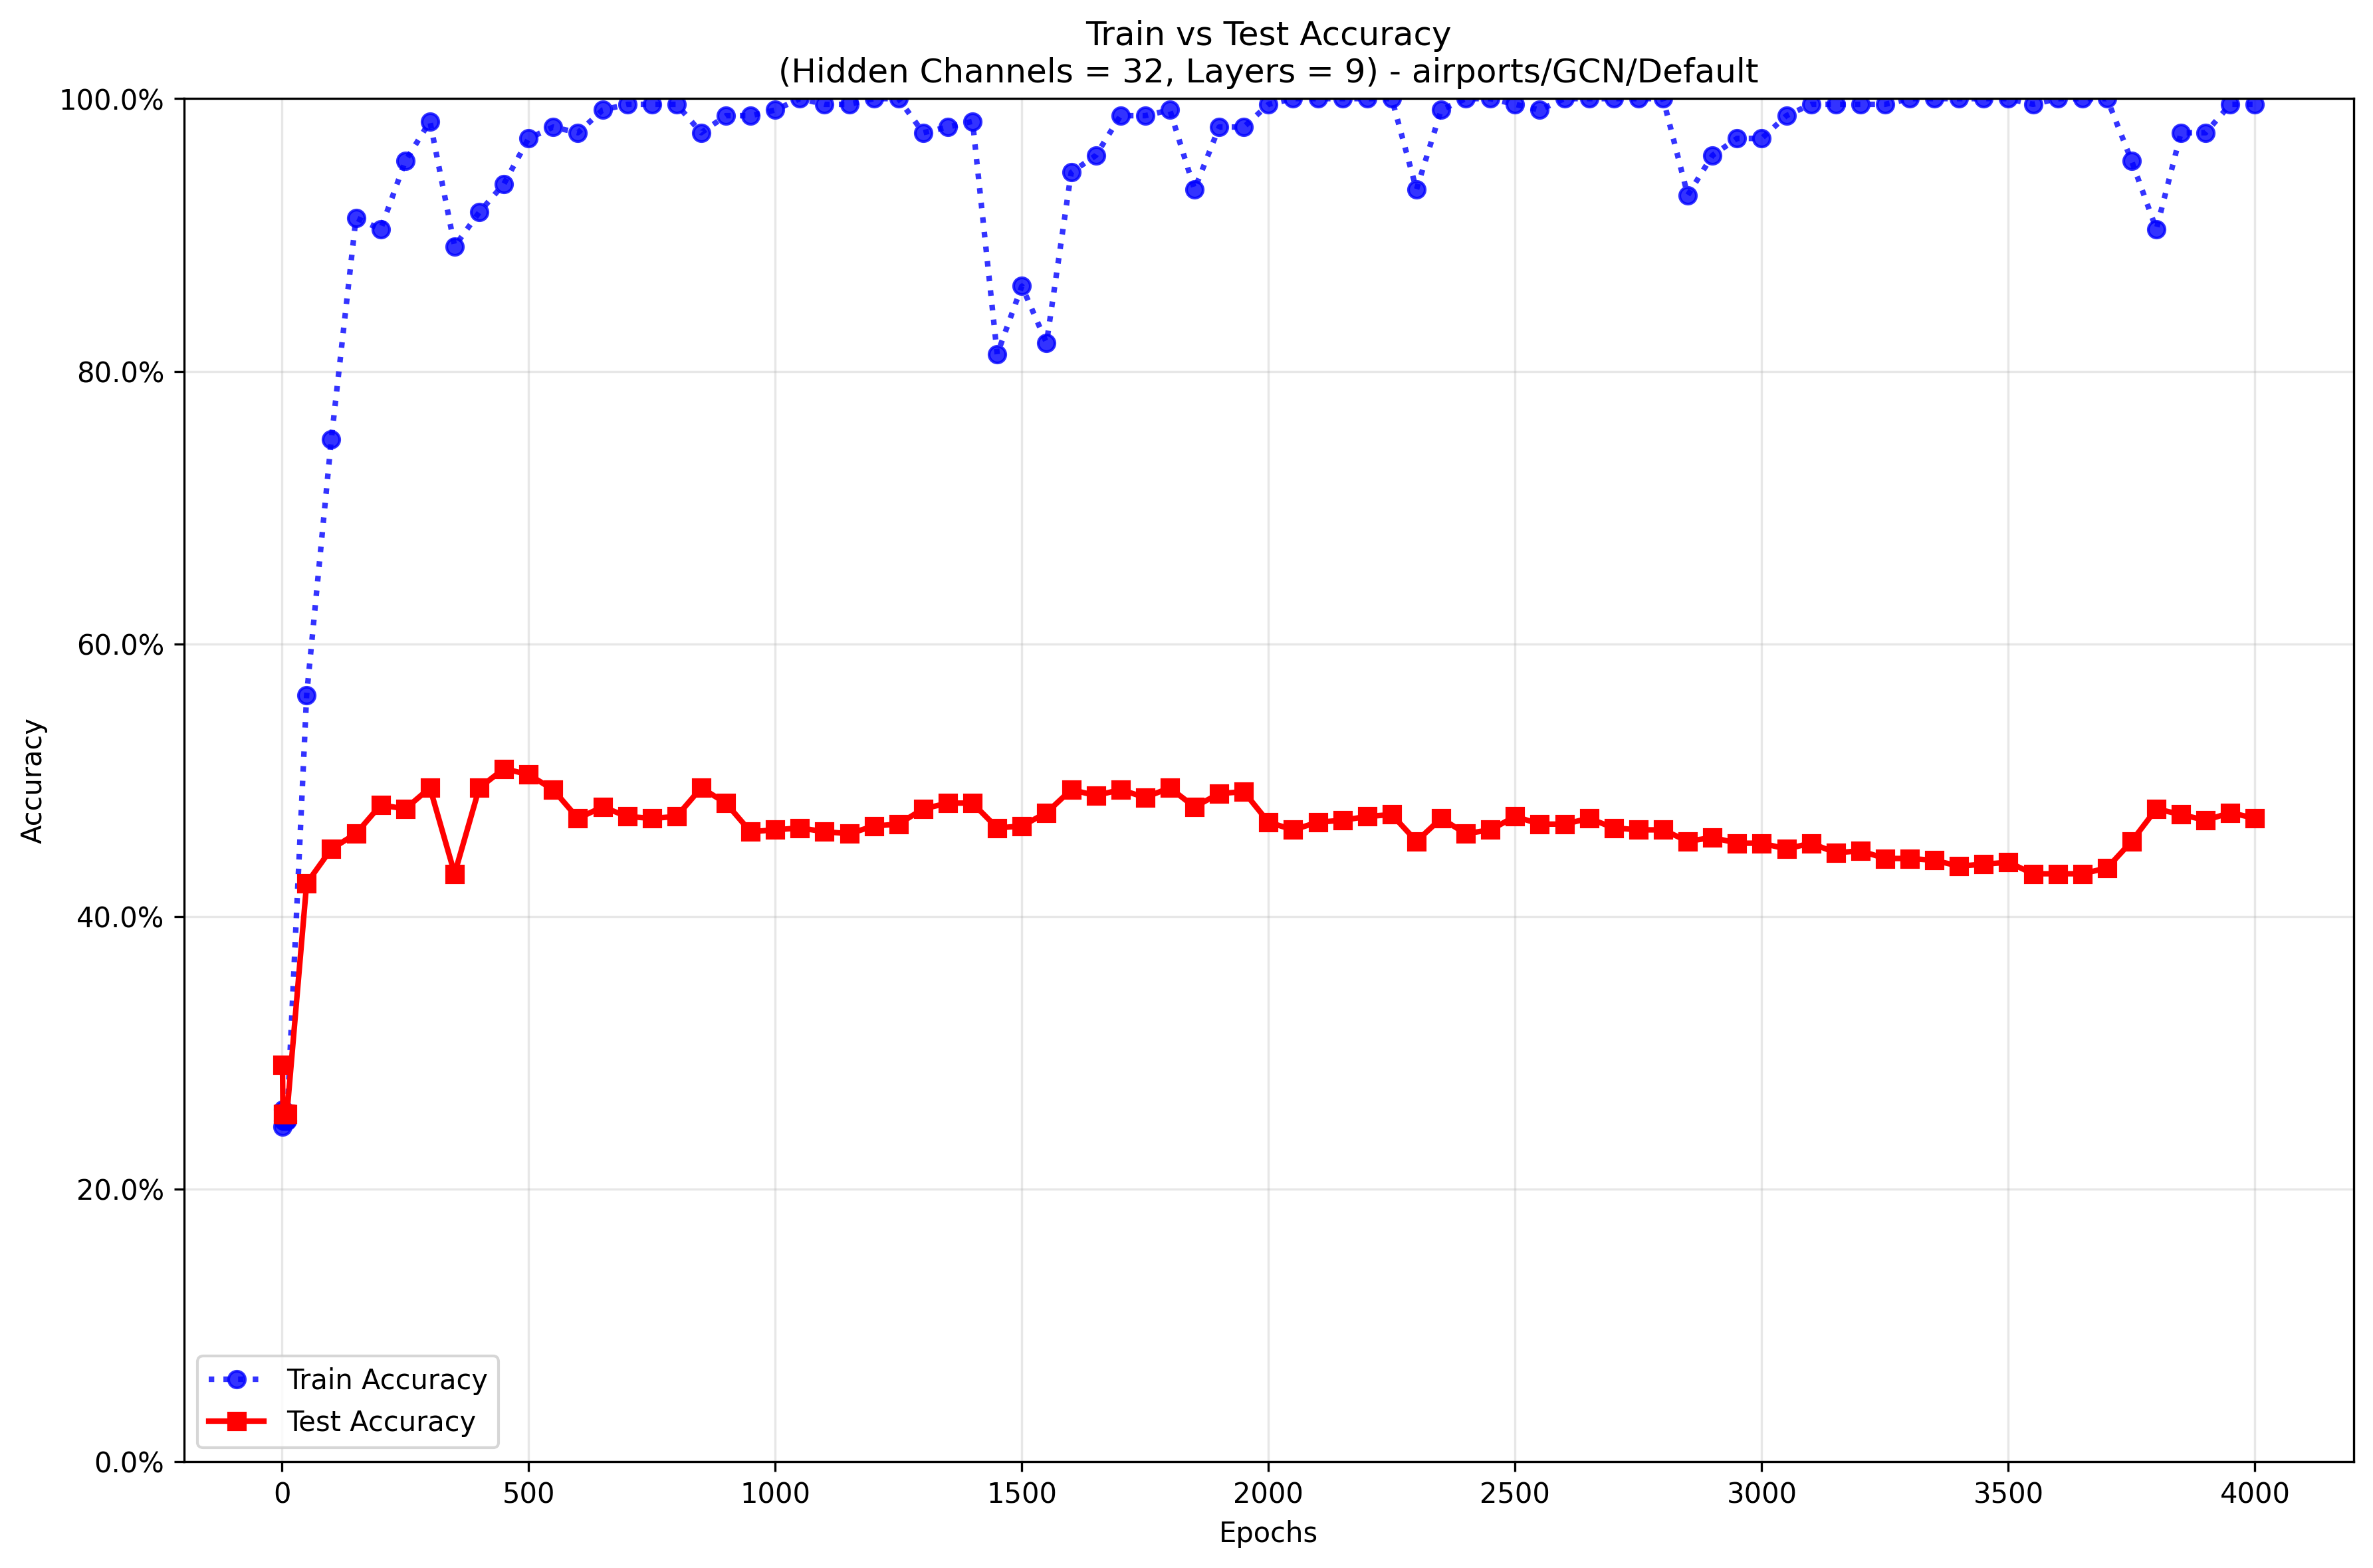 Train vs Test Accuracy
(Hidden Channels = 32, Layers = 9) - airports/GCN/Default
100.0%
80.0%
60.0%
40.0%
20.0%
0.0%
Accuracy
Train Accuracy
Test Accuracy
0 500 1000 1500 2000 2500 3000 3500 4000
Epochs